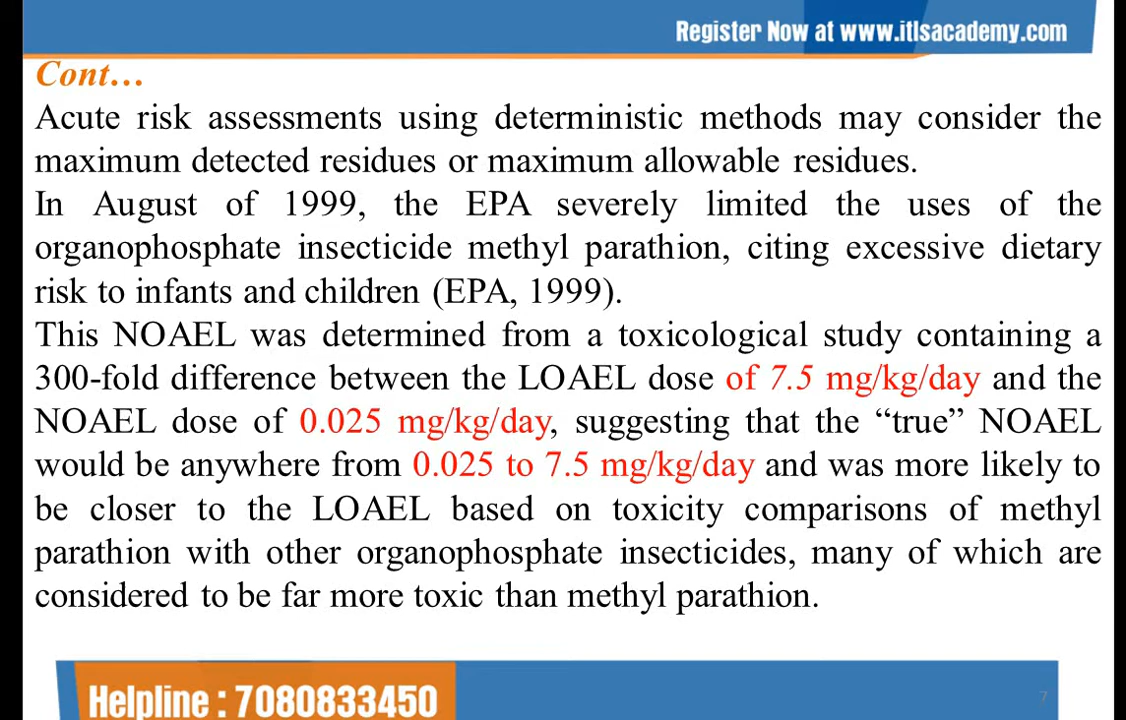 Register Now at www.itlsacademy.com
Cont...
Acute risk assessments using deterministic methods may consider the
maximum detected residues or maximum allowable residues.
In August of 1999, the EPA severely limited the uses of the
organophosphate insecticide methyl parathion, citing excessive dietary
risk to infants and children (EPA, 1999).
This NOAEL was determined from a toxicological study containing a
300-fold difference between the LOAEL dose of 7.5 mg/kg/day and the
NOAEL dose of 0.025 mg/kg/day, suggesting that the “true” NOAEL
would be anywhere from 0.025 to 7.5 mg/kg/day and was more likely to
be closer to the LOAEL based on toxicity comparisons of methyl
parathion with other organophosphate insecticides, many of which are
considered to be far more toxic than methyl parathion.
Helpline : 7080833450
7